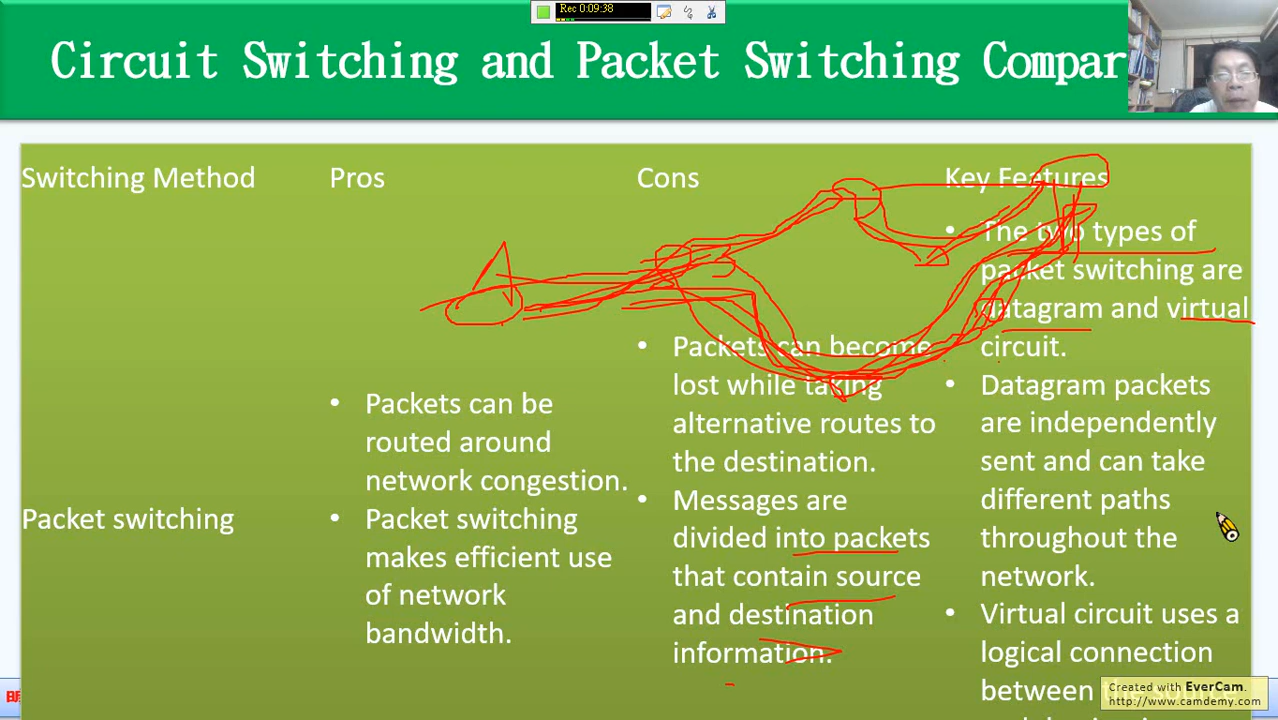 Rec 0:09:38
Circuit Switching and Packet Switching Compar
Switching Method
Pros
Cons
Key Features
Packet switching
• Packets can be
routed around
network congestion.
• Packet switching
makes efficient use
of network
bandwidth.
• Packets can become
lost while taking
alternative routes to
the destination.
• Messages are
divided into packets
that contain source
and destination
information.
• The two types of
packet switching are
datagram and virtual
circuit.
• Datagram packets
are independently
sent and can take
different paths
throughout the
network.
• Virtual circuit uses a
logical connection
between the source
A
明
Created with EverCam.
http://www.camdemy.com